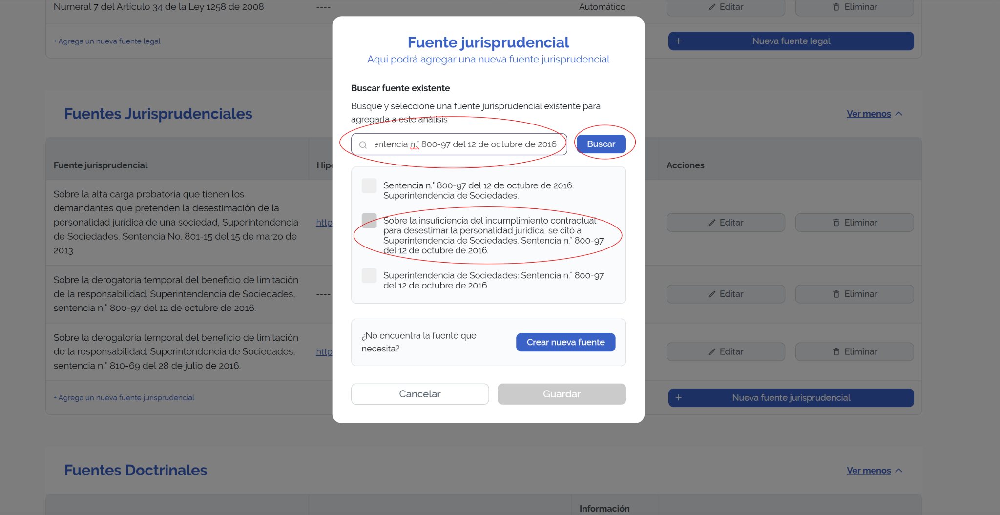 Numeral 7 del Artículo 34 de la Ley 1258 de 2008
----
Automático
Editar
Eliminar
+ Agrega un nueva fuente legal
+ Nueva fuente legal
Fuentes Jurisprudenciales
Ver menos
Fuente jurisprudencial
Acciones
Sobre la alta carga probatoria que tienen los
demandantes que pretenden la desestimación de la
personalidad jurídica de una sociedad, Superintendencia
de Sociedades, Sentencia No. 801-15 del 15 de marzo de
2013
http
Editar
Eliminar
Sobre la derogatoria temporal del beneficio de limitación
de la responsabilidad. Superintendencia de Sociedades,
sentencia n.° 800-97 del 12 de octubre de 2016.
----
Editar
Eliminar
Sobre la derogatoria temporal del beneficio de limitación
de la responsabilidad. Superintendencia de Sociedades,
sentencia n.° 810-69 del 28 de julio de 2016.
http
Editar
Eliminar
+ Agrega un nueva fuente jurisprudencial
+ Nueva fuente jurisprudencial
Fuentes Doctrinales
Ver menos
Información
Fuente jurisprudencial
Aqui podrá agregar una nueva fuente jurisprudencial
Buscar fuente existente
Busque y seleccione una fuente jurisprudencial existente para
agregarla a este análisis
entencia n.° 800-97 del 12 de octubre de 2016
Buscar
Sentencia n.° 800-97 del 12 de octubre de 2016.
Superintendencia de Sociedades.
Sobre la insuficiencia del incumplimiento contractual
para desestimar la personalidad jurídica, se citó a
Superintendencia de Sociedades. Sentencia n.° 800-97
del 12 de octubre de 2016.
Superintendencia de Sociedades: Sentencia n.° 800-97
del 12 de octubre de 2016
¿No encuentra la fuente que
necesita?
Crear nueva fuente
Cancelar
Guardar